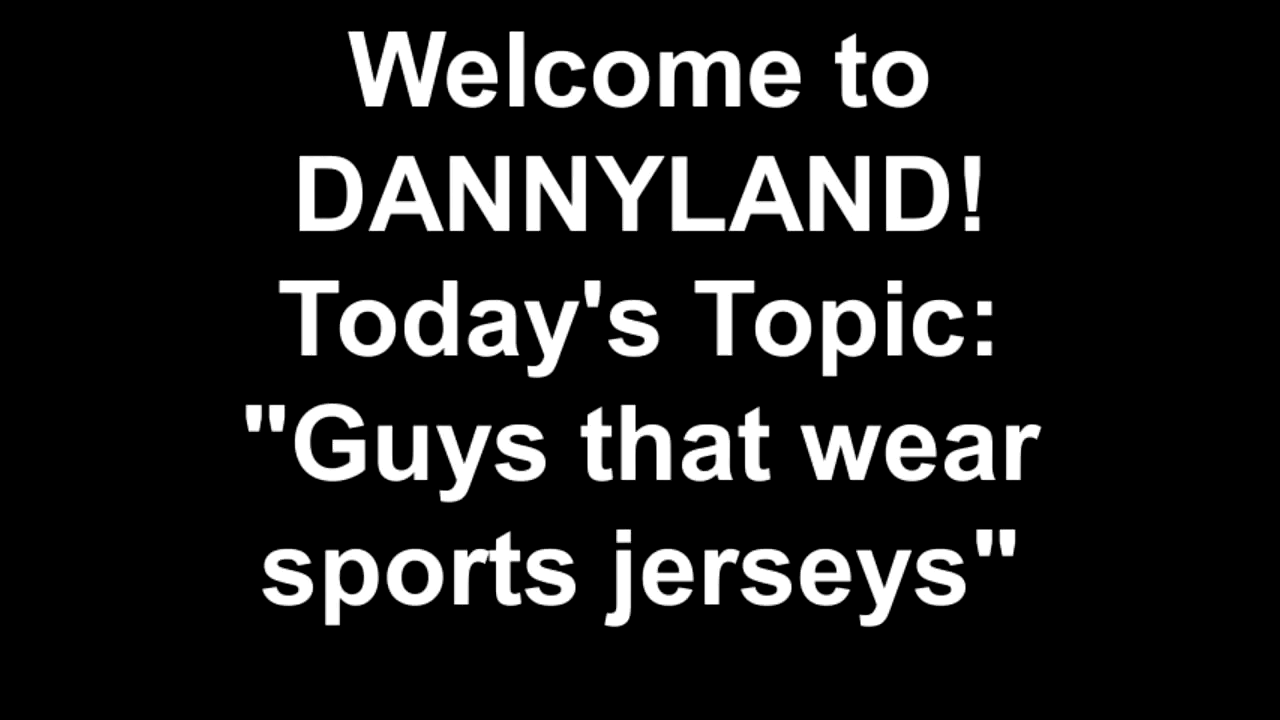 Welcome to
DANNYLAND!
Today's Topic:
"Guys that wear
sports jerseys"